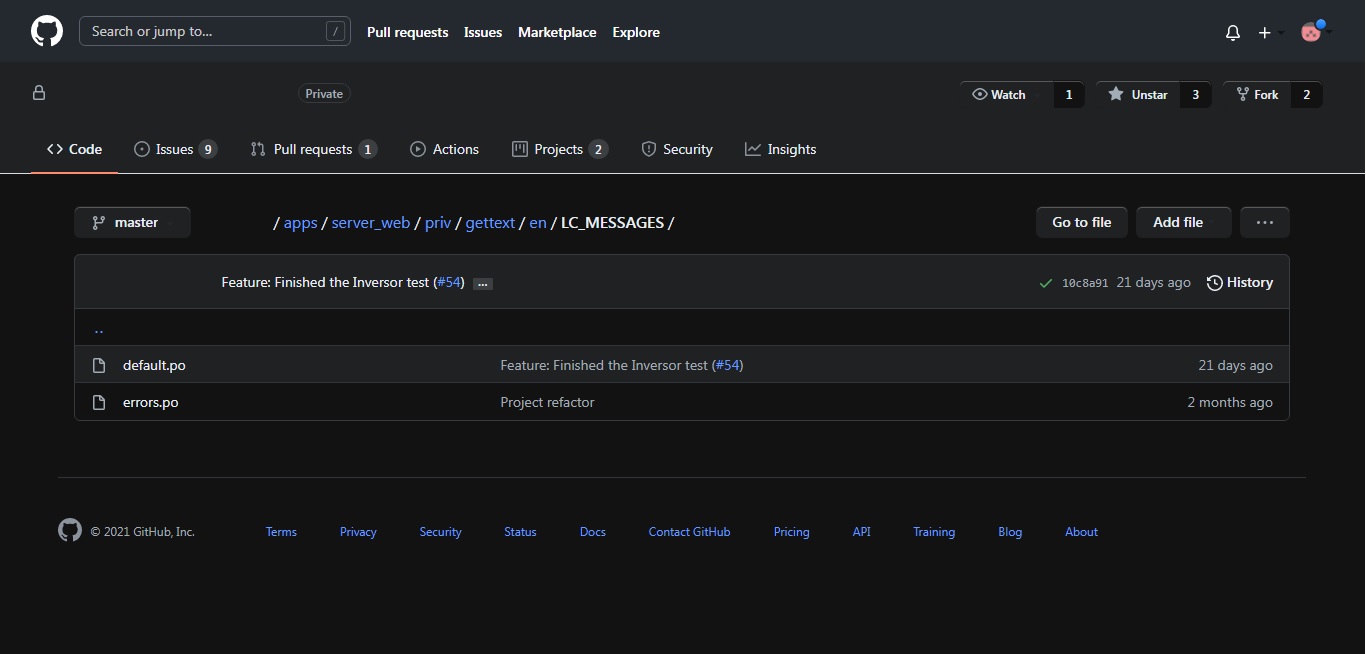 Search or jump to... / Pull requests Issues Marketplace Explore
Private Watch 1 Unstar 3 Fork 2
Code Issues 9 Pull requests 1 Actions Projects 2 Security Insights
master / apps / server_web / priv / gettext / en / LC_MESSAGES / Go to file Add file ...
Feature: Finished the Inversor test (#54) ... 10c8a91 21 days ago History
..
default.po Feature: Finished the Inversor test (#54) 21 days ago
errors.po Project refactor 2 months ago
© 2021 GitHub, Inc. Terms Privacy Security Status Docs Contact GitHub Pricing API Training Blog About